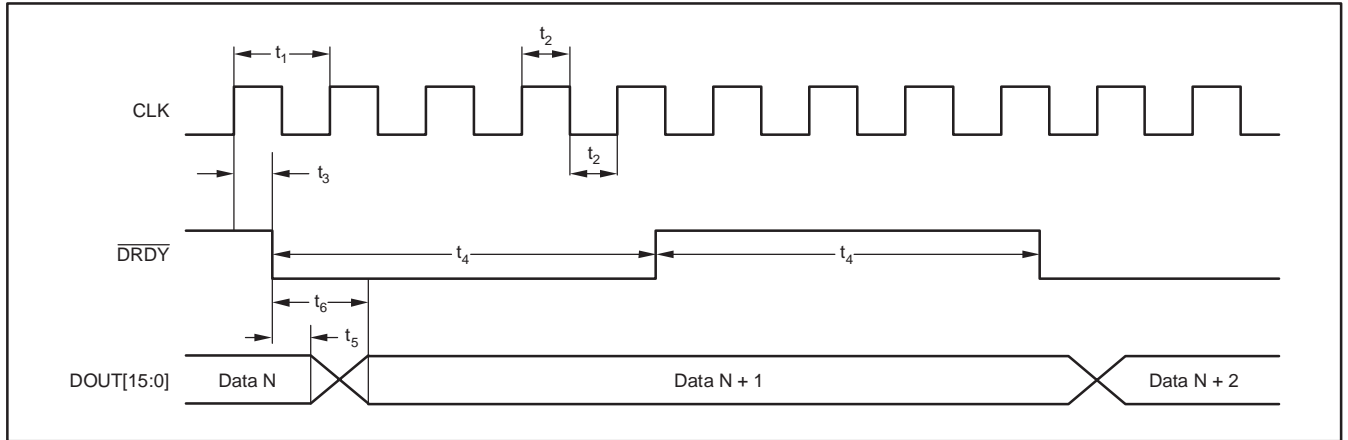 t₁
t₂
CLK
t₂
t₃
DRDY
t₄
t₄
t₆
t₅
DOUT[15:0]
Data N
Data N + 1
Data N + 2